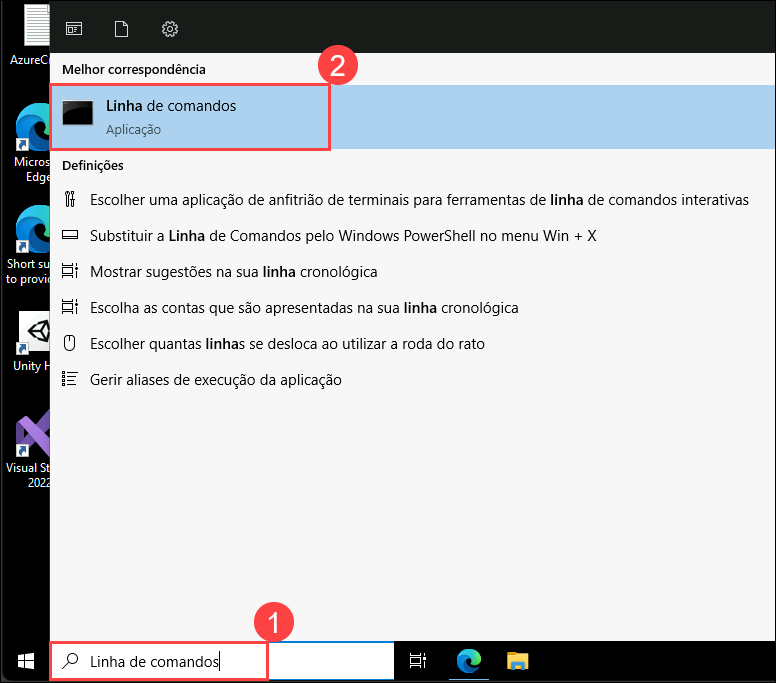 AzureCr
Microso
Edge
Short su
to provid
Unity H
Visual St
2022
Melhor correspondência
2
Linha de comandos
Aplicação
Definições
Escolher uma aplicação de anfitrião de terminais para ferramentas de linha de comandos interativas
Substituir a Linha de Comandos pelo Windows PowerShell no menu Win + X
Mostrar sugestões na sua linha cronológica
Escolha as contas que são apresentadas na sua linha cronológica
Escolher quantas linhas se desloca ao utilizar a roda do rato
Gerir aliases de execução da aplicação
1
Linha de comandos